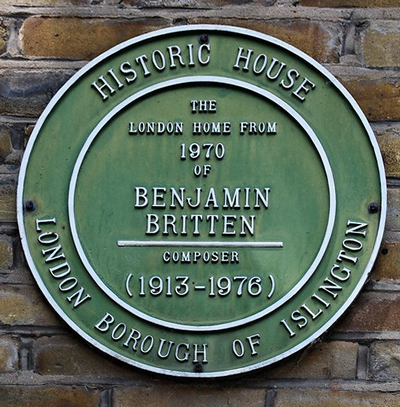 HISTORIC HOUSE
THE
LONDON HOME FROM
1970
OF
BENJAMIN
BRITTEN
COMPOSER
(1913-1976)
LONDON BOROUGH OF ISLINGTON